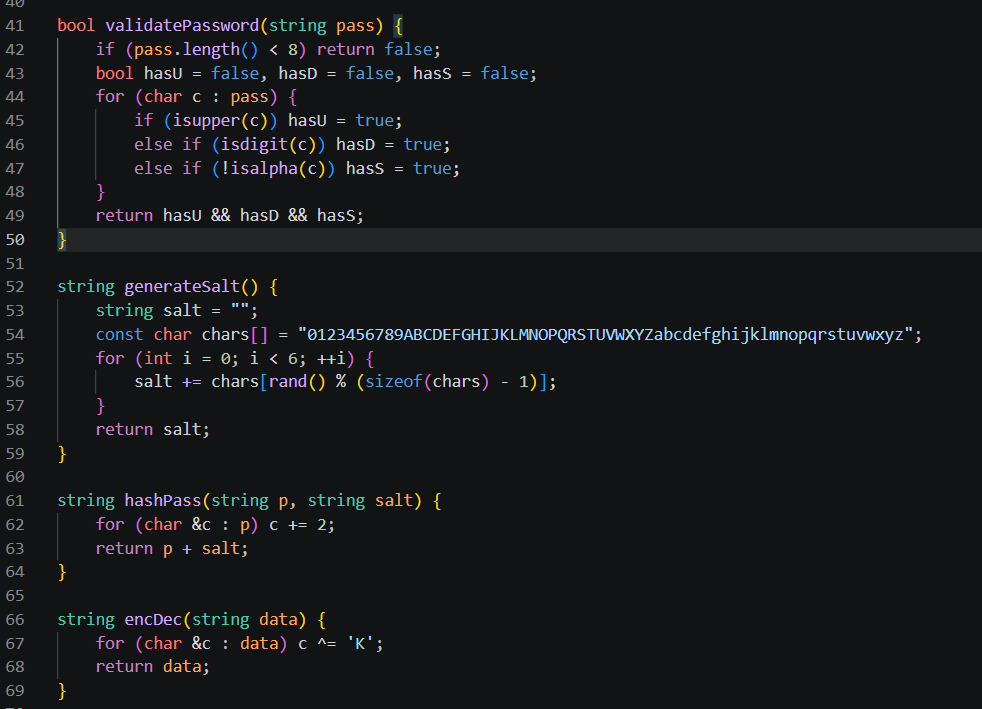 40
41 bool validatePassword(string pass) {
42     if (pass.length() < 8) return false;
43     bool hasU = false, hasD = false, hasS = false;
44     for (char c : pass) {
45         if (isupper(c)) hasU = true;
46         else if (isdigit(c)) hasD = true;
47         else if (!isalpha(c)) hasS = true;
48     }
49     return hasU && hasD && hasS;
50 }
51
52 string generateSalt() {
53     string salt = "";
54     const char chars[] = "0123456789ABCDEFGHIJKLMNOPQRSTUVWXYZabcdefghijklmnopqrstuvwxyz";
55     for (int i = 0; i < 6; ++i) {
56         salt += chars[rand() % (sizeof(chars) - 1)];
57     }
58     return salt;
59 }
60
61 string hashPass(string p, string salt) {
62     for (char &c : p) c += 2;
63     return p + salt;
64 }
65
66 string encDec(string data) {
67     for (char &c : data) c ^= 'K';
68     return data;
69 }